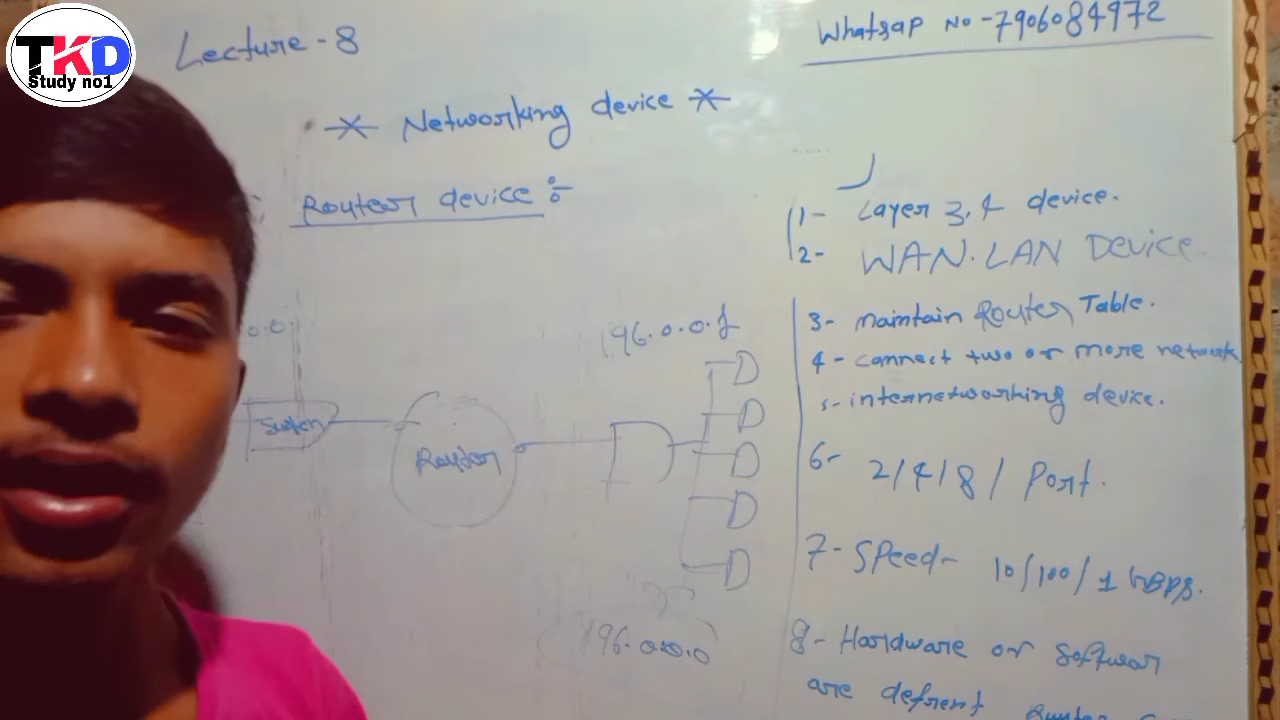 TKD
Study no1
Lecture-8
Whatsap No-7906084972
* Networking device *
Router device ÷
1- Layer 3,4 device.
2- WAN.LAN Device.
3- maintain Router Table.
4- connect two or more network
5- internetworking device.
6- 2/4/8/ Port.
7- Speed- 10/100/1 GBPS.
8- Hardware or Softwar
are defrent
0.0
Switch
Router
196.0.0.1
196.0.0.0